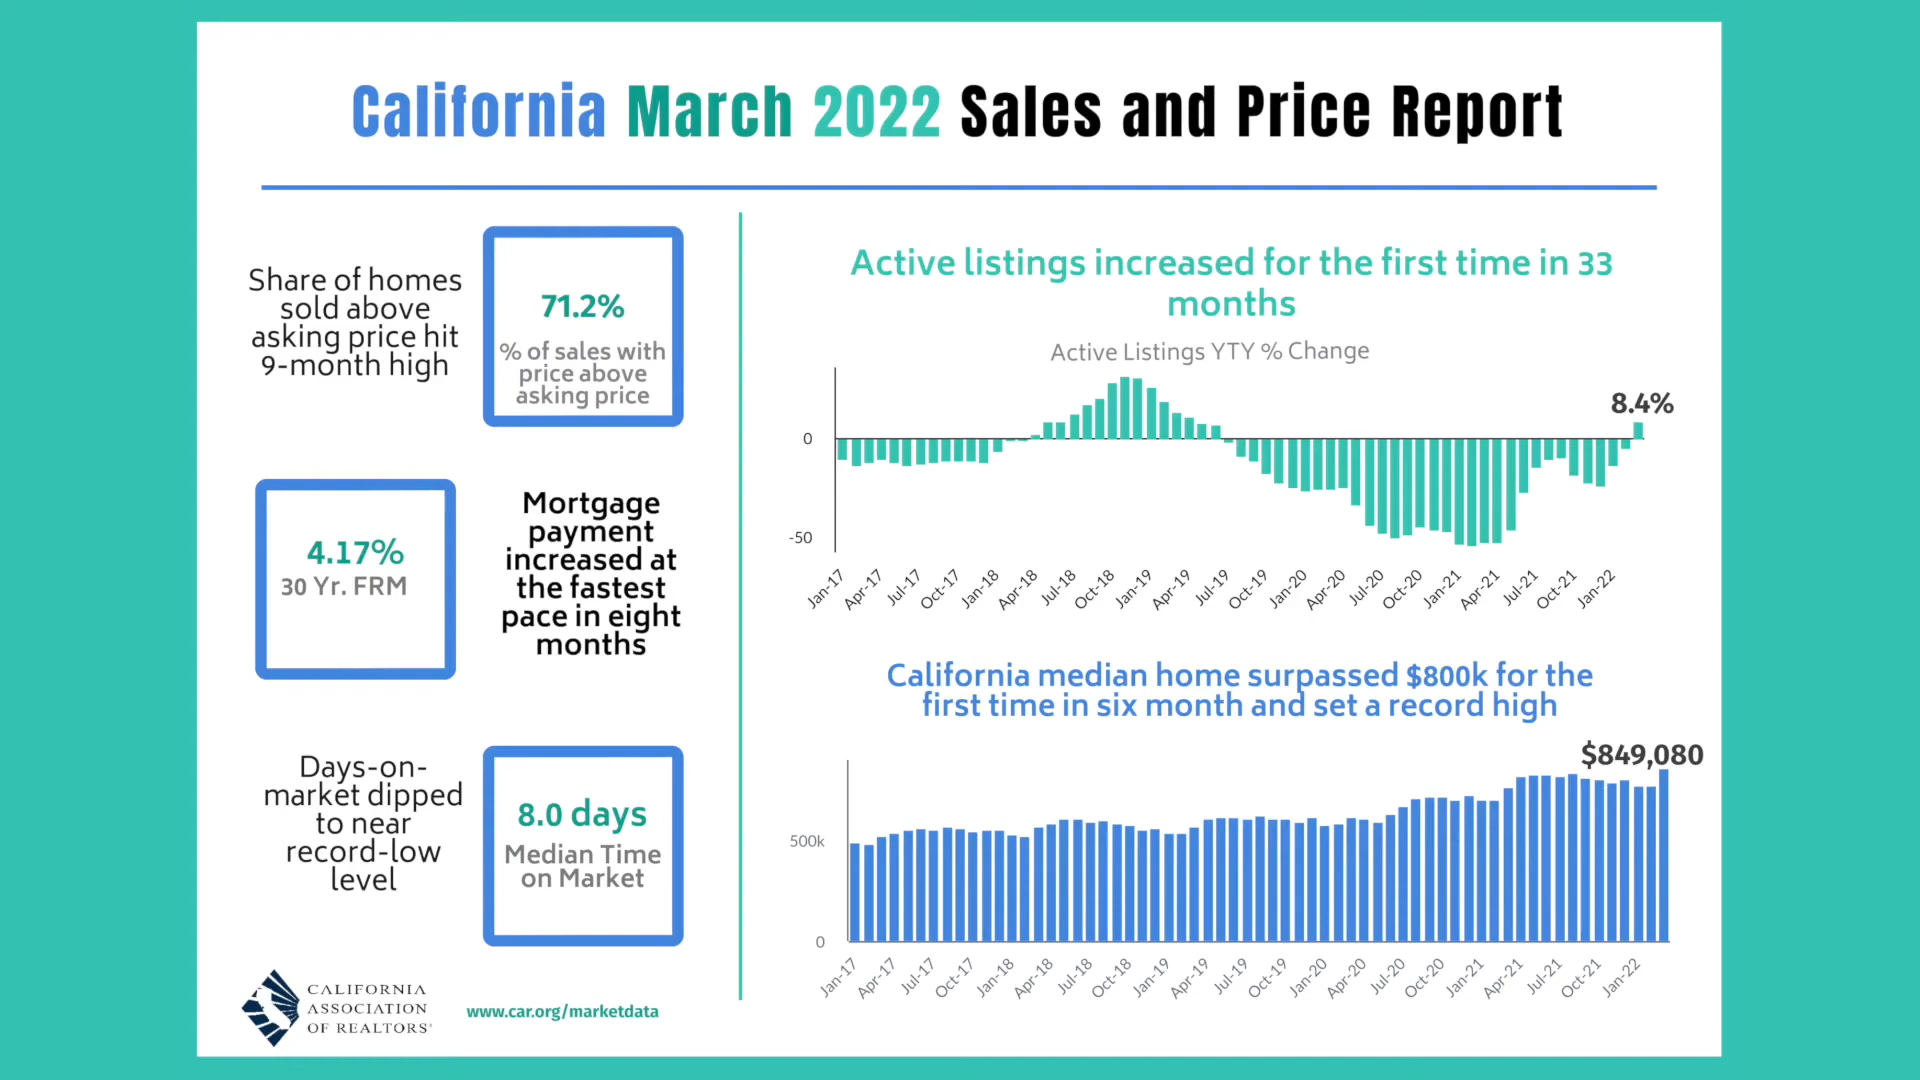 California March 2022 Sales and Price Report
Share of homes
sold above
asking price hit
9-month high
71.2%
% of sales with
price above
asking price
4.17%
30 Yr. FRM
Mortgage
payment
increased at
the fastest
pace in eight
months
Days-on-
market dipped
to near
record-low
level
8.0 days
Median Time
on Market
CALIFORNIA
ASSOCIATION
OF REALTORS®
www.car.org/marketdata
Active listings increased for the first time in 33
months
Active Listings YTY % Change
8.4%
0
-50
Jan-17 Apr-17 Jul-17 Oct-17 Jan-18 Apr-18 Jul-18 Oct-18 Jan-19 Apr-19 Jul-19 Oct-19 Jan-20 Apr-20 Jul-20 Oct-20 Jan-21 Apr-21 Jul-21 Oct-21 Jan-22
California median home surpassed $800k for the
first time in six month and set a record high
$849,080
500k
0
Jan-17 Apr-17 Jul-17 Oct-17 Jan-18 Apr-18 Jul-18 Oct-18 Jan-19 Apr-19 Jul-19 Oct-19 Jan-20 Apr-20 Jul-20 Oct-20 Jan-21 Apr-21 Jul-21 Oct-21 Jan-22